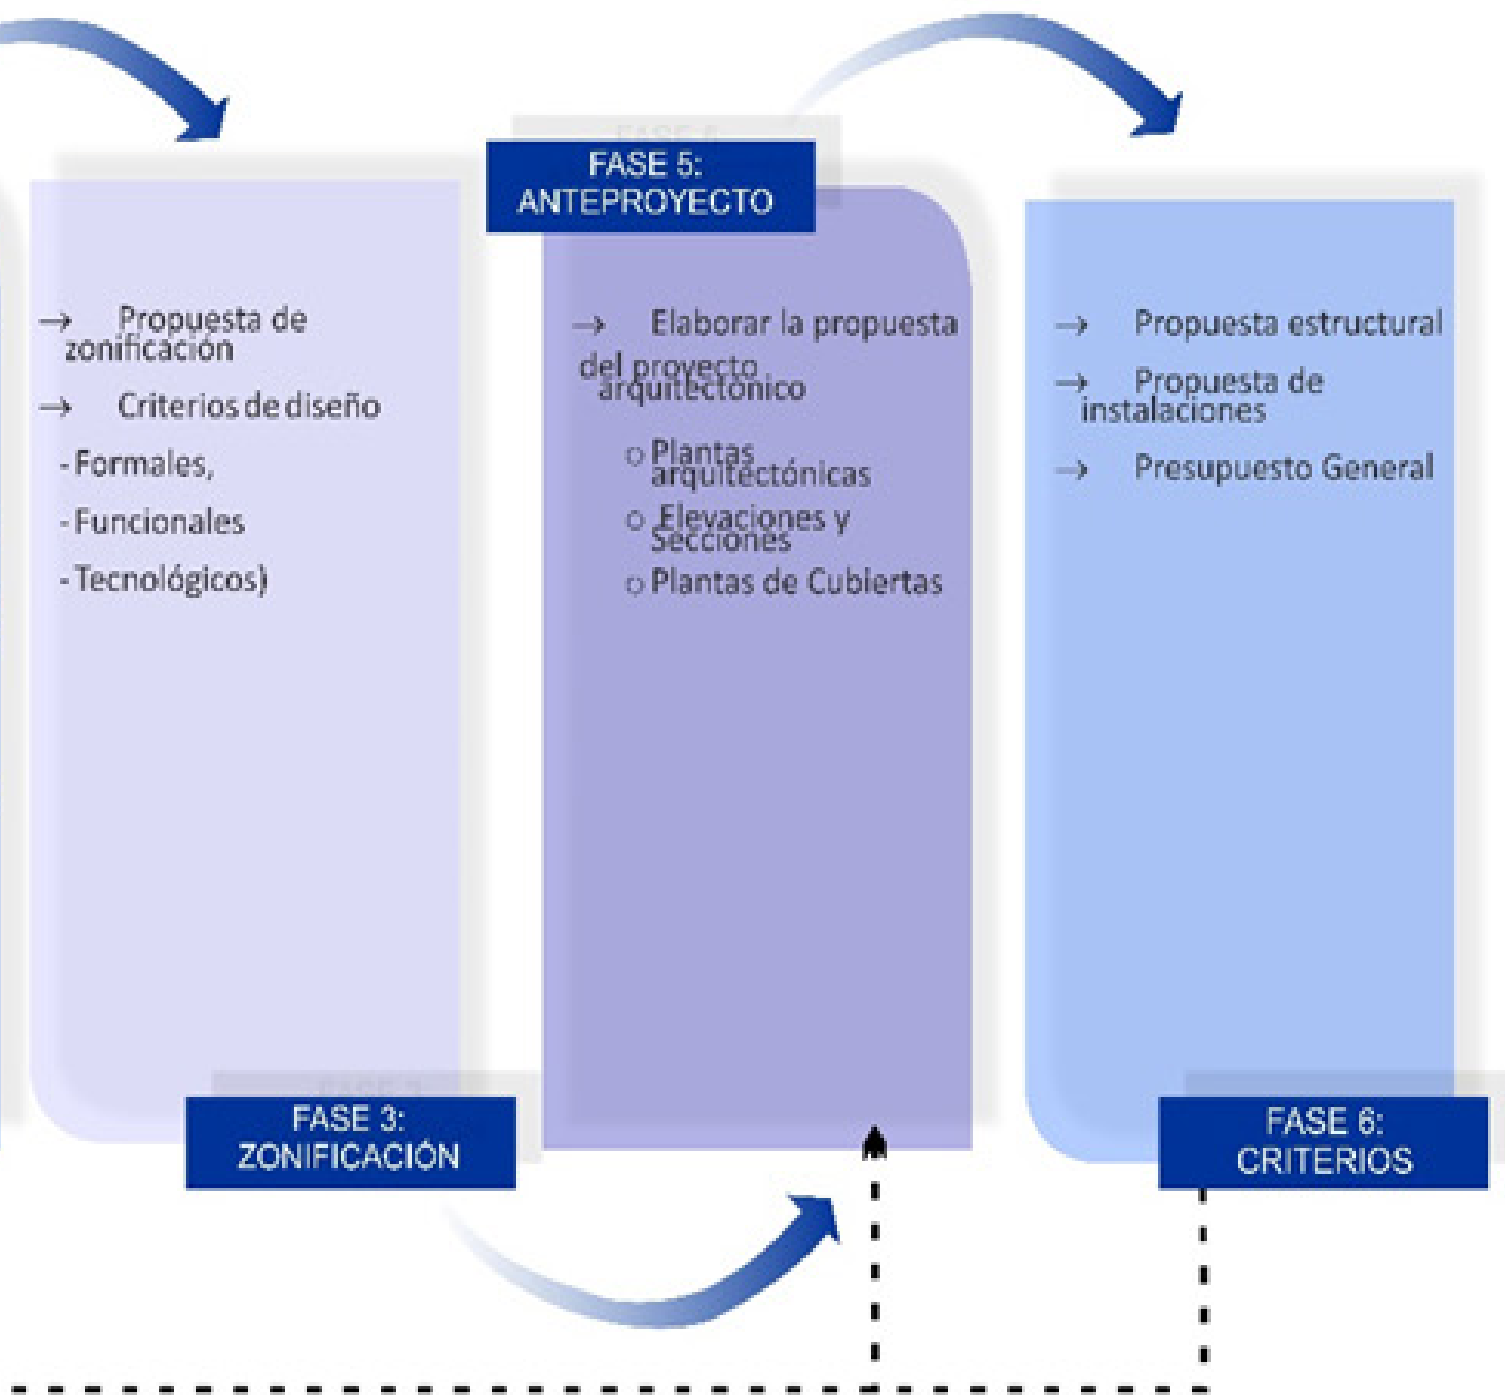 → Propuesta de
zonificación
→ Criterios de diseño
- Formales,
- Funcionales
- Tecnológicos)
FASE 3:
ZONIFICACIÓN
FASE 5:
ANTEPROYECTO
→ Elaborar la propuesta
del proyecto
arquitectónico
○ Plantas
arquitectónicas
○ Elevaciones y
Secciones
○ Plantas de Cubiertas
→ Propuesta estructural
→ Propuesta de
instalaciones
→ Presupuesto General
FASE 6:
CRITERIOS